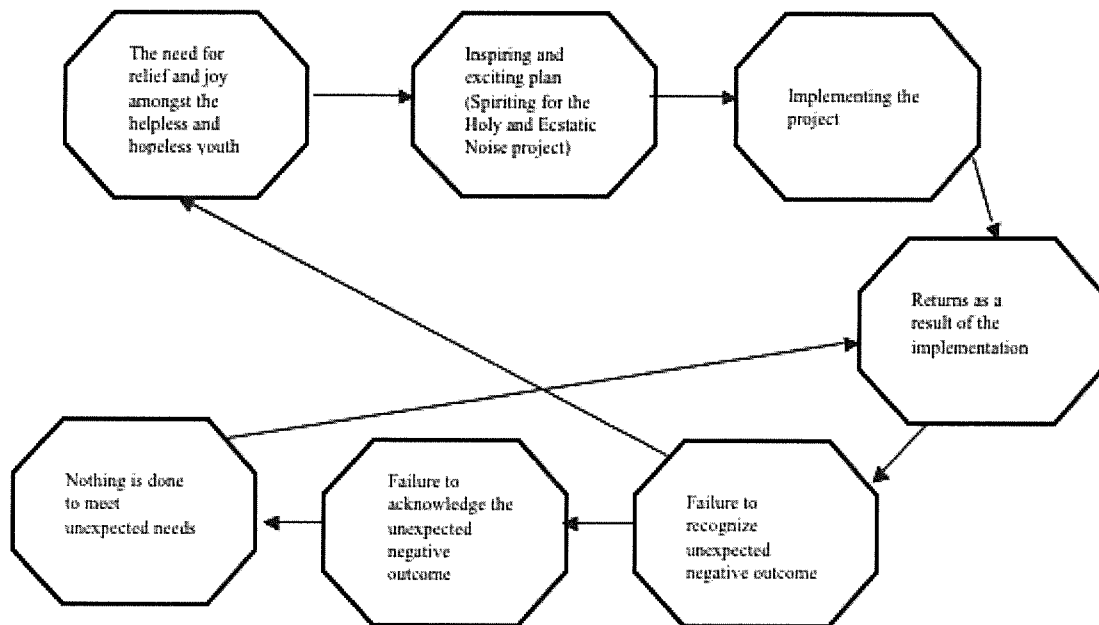 The need for
relief and joy
amongst the
helpless and
hopeless youth
Inspiring and
exciting plan
(Spiriting for the
Holy and Ecstatic
Noise project)
Implementing the
project
Returns as a
result of the
implementation
Failure to
recognize
unexpected
negative outcome
Failure to
acknowledge the
unexpected
negative
outcome
Nothing is done
to meet
unexpected needs